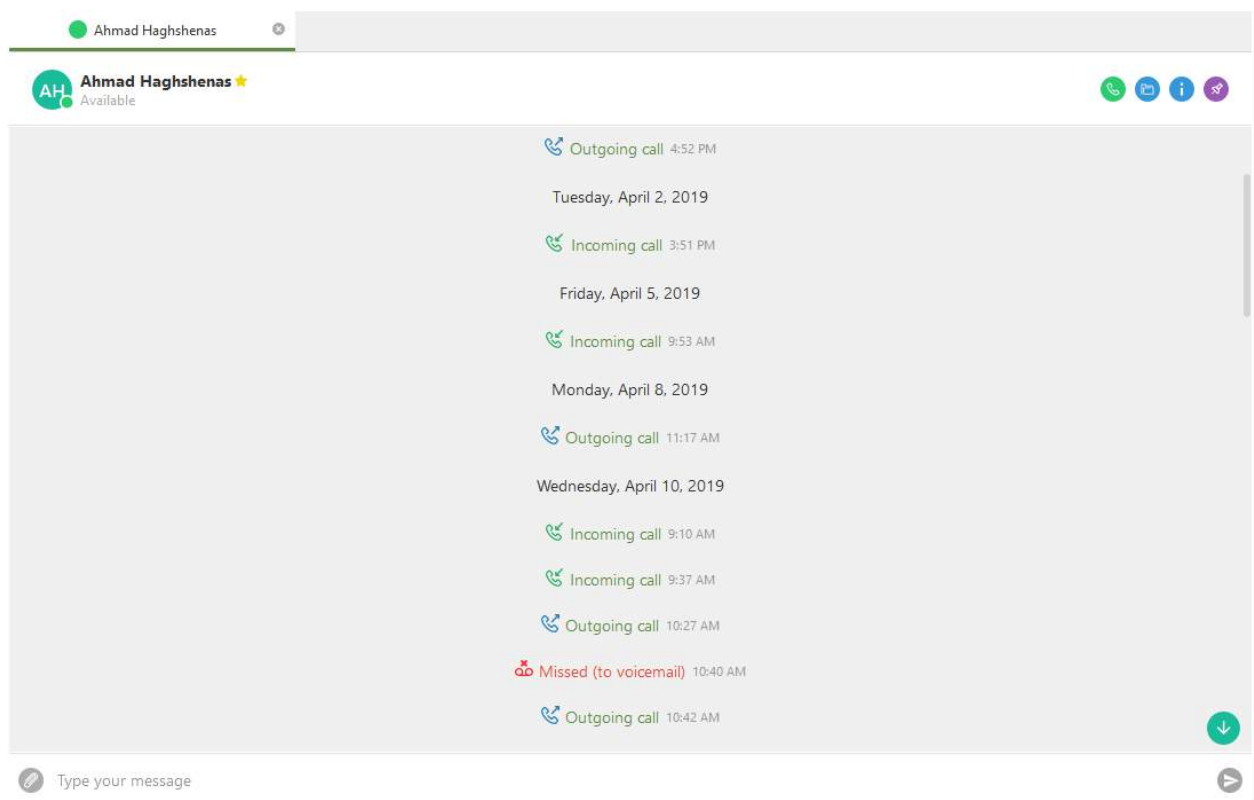 Ahmad Haghshenas
AH
Ahmad Haghshenas
Available
Outgoing call 4:52 PM
Tuesday, April 2, 2019
Incoming call 3:51 PM
Friday, April 5, 2019
Incoming call 9:53 AM
Monday, April 8, 2019
Outgoing call 11:17 AM
Wednesday, April 10, 2019
Incoming call 9:10 AM
Incoming call 9:37 AM
Outgoing call 10:27 AM
Missed (to voicemail) 10:40 AM
Outgoing call 10:42 AM
Type your message